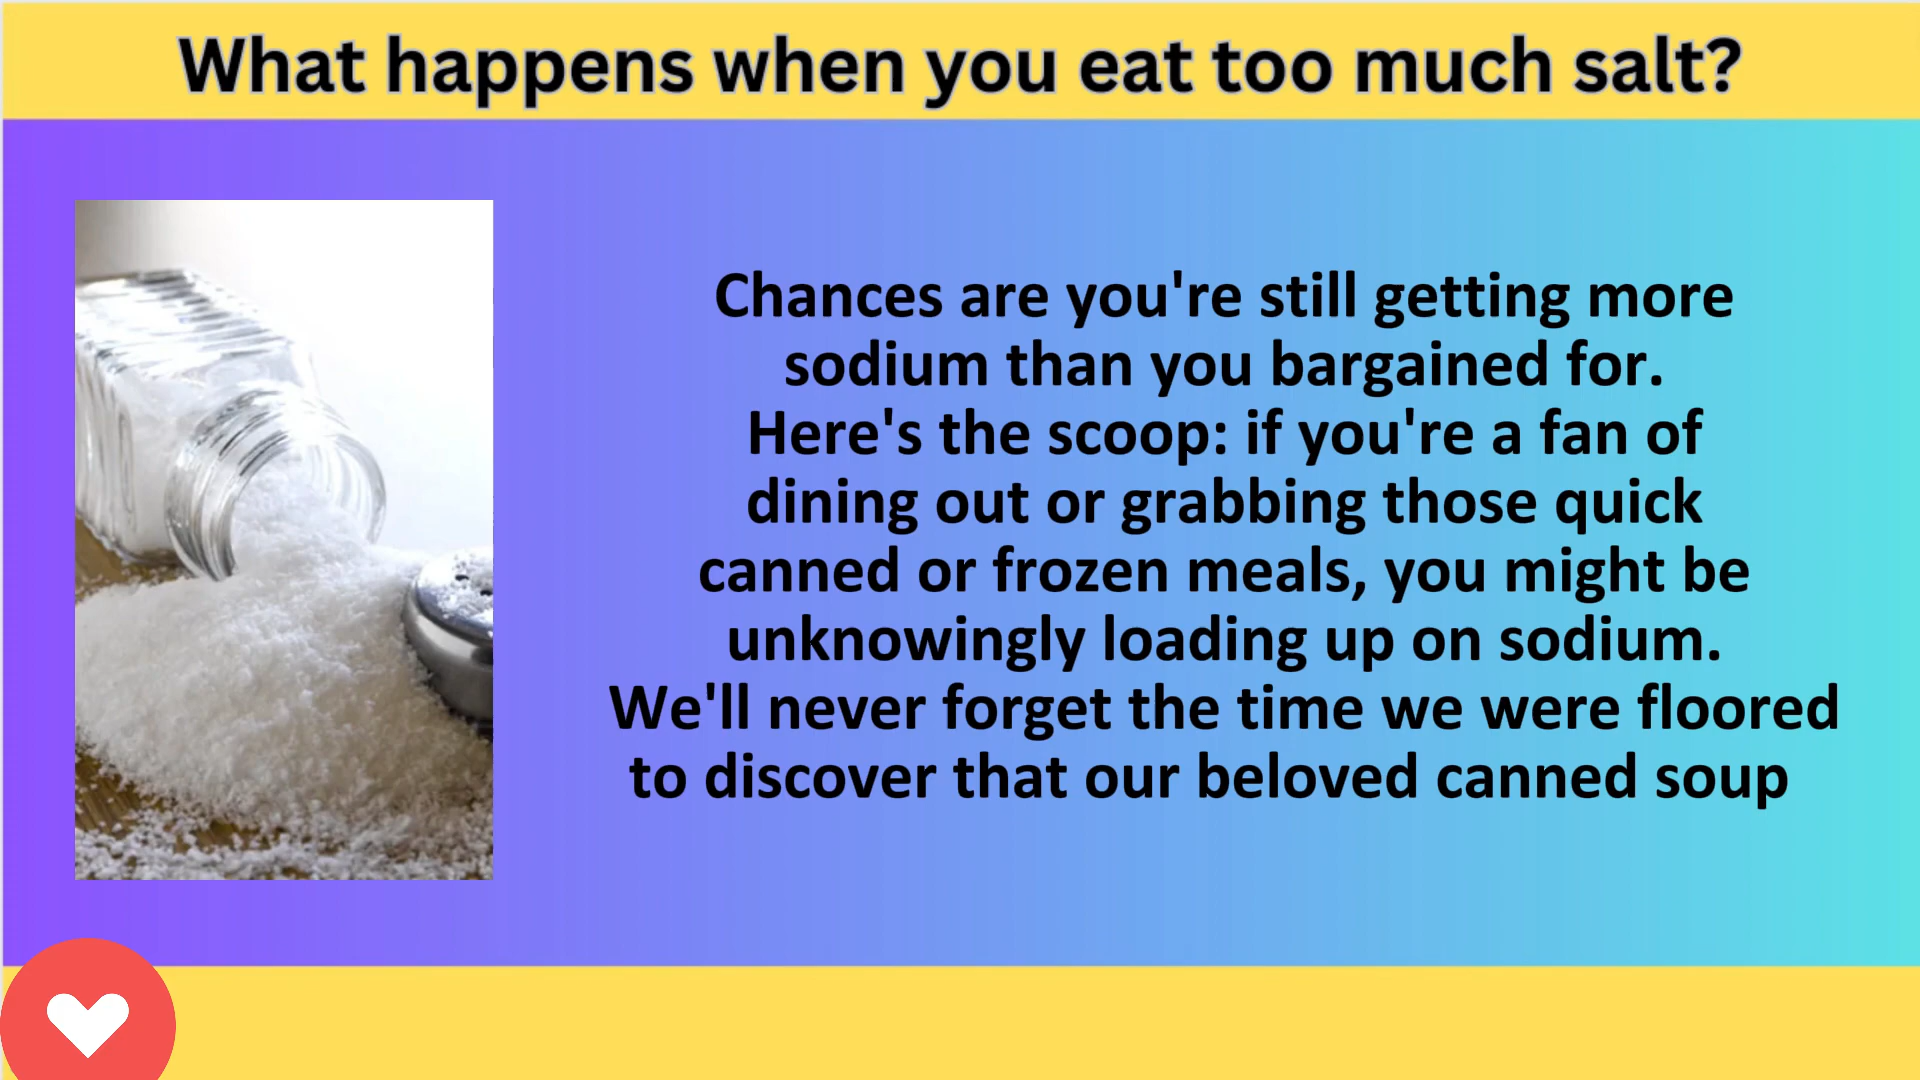 What happens when you eat too much salt?
Chances are you're still getting more
sodium than you bargained for.
Here's the scoop: if you're a fan of
dining out or grabbing those quick
canned or frozen meals, you might be
unknowingly loading up on sodium.
We'll never forget the time we were floored
to discover that our beloved canned soup